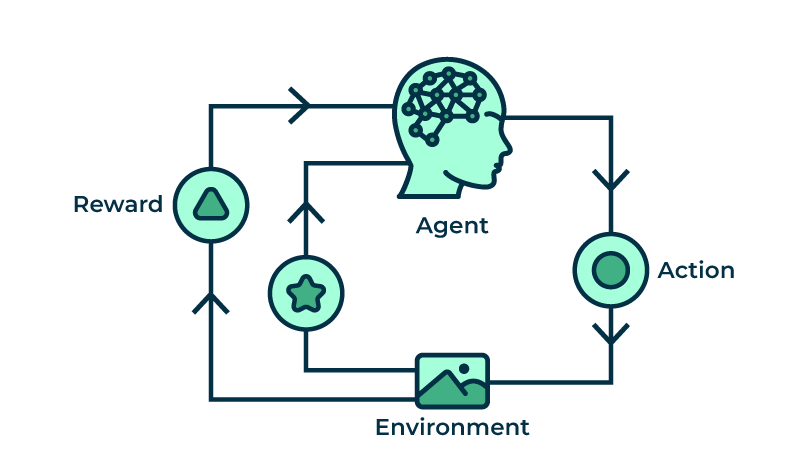 Reward
Agent
Action
Environment